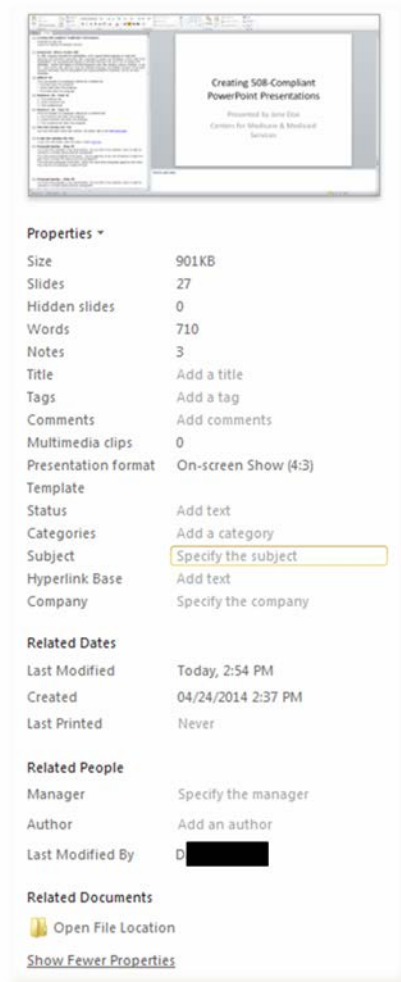 Creating 508-Compliant
PowerPoint Presentations
Presented by Jane Doe
Centers for Medicare & Medicaid
Services
Properties
Size 901KB
Slides 27
Hidden slides 0
Words 710
Notes 3
Title Add a title
Tags Add a tag
Comments Add comments
Multimedia clips 0
Presentation format On-screen Show (4:3)
Template
Status Add text
Categories Add a category
Subject Specify the subject
Hyperlink Base Add text
Company Specify the company
Related Dates
Last Modified Today, 2:54 PM
Created 04/24/2014 2:37 PM
Last Printed Never
Related People
Manager Specify the manager
Author Add an author
Last Modified By D
Related Documents
Open File Location
Show Fewer Properties